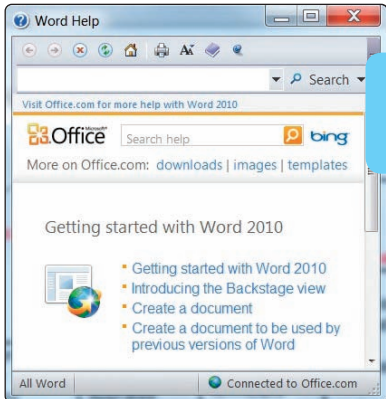 Word Help
Search
Visit Office.com for more help with Word 2010
Microsoft
Office
Search help
bing
More on Office.com: downloads | images | templates
Getting started with Word 2010
Getting started with Word 2010
Introducing the Backstage view
Create a document
Create a document to be used by
previous versions of Word
All Word
Connected to Office.com